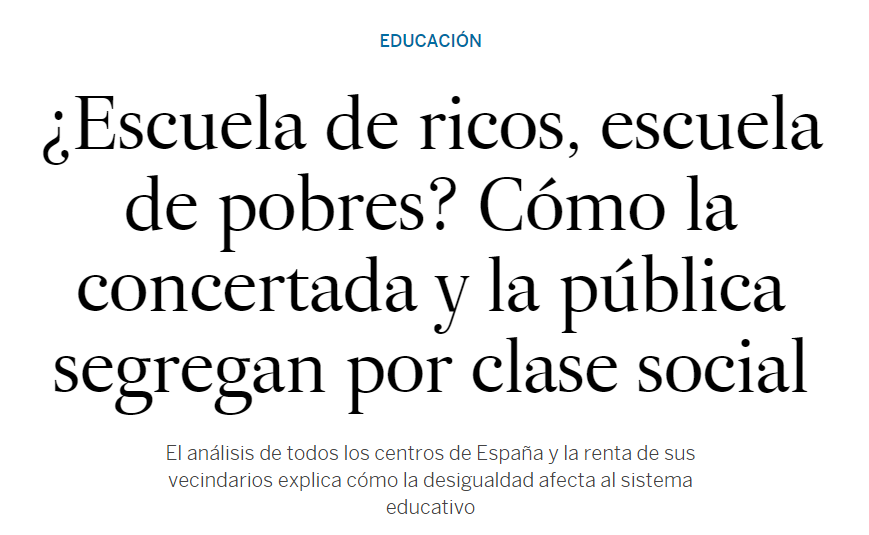 EDUCACIÓN
¿Escuela de ricos, escuela
de pobres? Cómo la
concertada y la pública
segregan por clase social
El análisis de todos los centros de España y la renta de sus
vecindarios explica cómo la desigualdad afecta al sistema
educativo